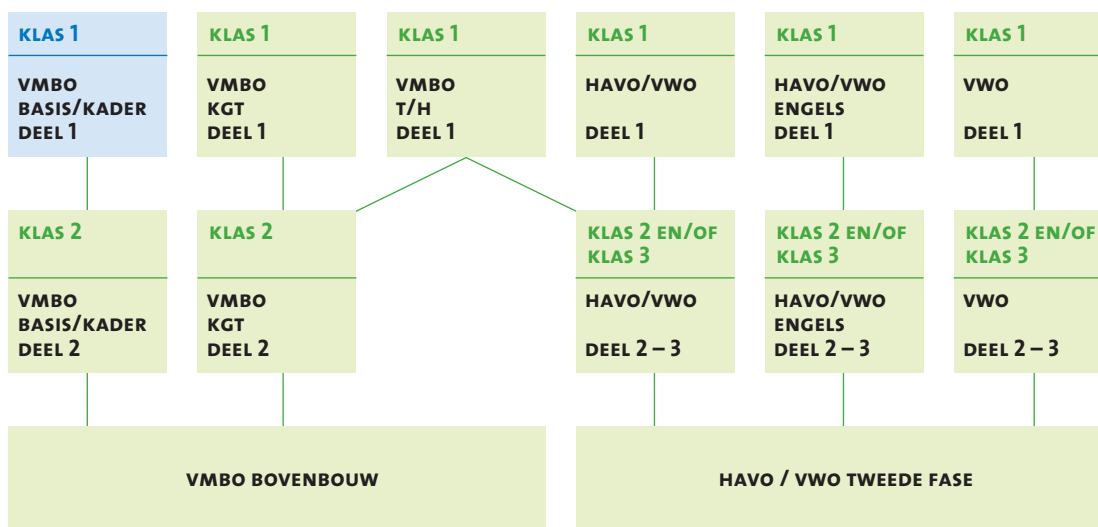 KLAS 1
VMBO
BASIS/KADER
DEEL 1
KLAS 1
VMBO
KGT
DEEL 1
KLAS 1
VMBO
T/H
DEEL 1
KLAS 1
HAVO/VWO
DEEL 1
KLAS 1
HAVO/VWO
ENGELS
DEEL 1
KLAS 1
VWO
DEEL 1
KLAS 2
VMBO
BASIS/KADER
DEEL 2
KLAS 2
VMBO
KGT
DEEL 2
KLAS 2 EN/OF
KLAS 3
HAVO/VWO
DEEL 2 – 3
KLAS 2 EN/OF
KLAS 3
HAVO/VWO
ENGELS
DEEL 2 – 3
KLAS 2 EN/OF
KLAS 3
VWO
DEEL 2 – 3
VMBO BOVENBOUW
HAVO / VWO TWEEDE FASE